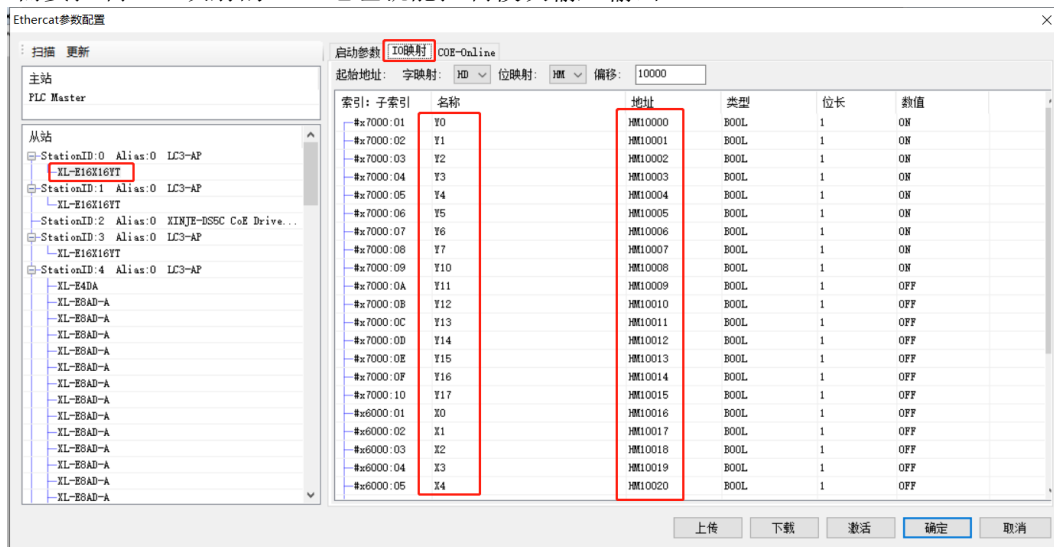 Ethercat参数配置
扫描 更新
主站
PLC Master
从站
StationID:0 Alias:0 LC3-AP
XL-E16X16YT
StationID:1 Alias:0 LC3-AP
XL-E16X16YT
StationID:2 Alias:0 XINJE-DS5C CoE Drive...
StationID:3 Alias:0 LC3-AP
XL-E16X16YT
StationID:4 Alias:0 LC3-AP
XL-E4DA
XL-E8AD-A
XL-E8AD-A
XL-E8AD-A
XL-E8AD-A
XL-E8AD-A
XL-E8AD-A
XL-E8AD-A
XL-E8AD-A
XL-E8AD-A
XL-E8AD-A
XL-E8AD-A
XL-E8AD-A
XL-E8AD-A
启动参数 IO映射 COE-Online
起始地址: 字映射: HD 位映射: HM 偏移: 10000
索引: 子索引 名称 地址 类型 位长 数值
#x7000:01 Y0 HM10000 BOOL 1 ON
#x7000:02 Y1 HM10001 BOOL 1 ON
#x7000:03 Y2 HM10002 BOOL 1 ON
#x7000:04 Y3 HM10003 BOOL 1 ON
#x7000:05 Y4 HM10004 BOOL 1 ON
#x7000:06 Y5 HM10005 BOOL 1 ON
#x7000:07 Y6 HM10006 BOOL 1 ON
#x7000:08 Y7 HM10007 BOOL 1 ON
#x7000:09 Y10 HM10008 BOOL 1 ON
#x7000:0A Y11 HM10009 BOOL 1 OFF
#x7000:0B Y12 HM10010 BOOL 1 OFF
#x7000:0C Y13 HM10011 BOOL 1 OFF
#x7000:0D Y14 HM10012 BOOL 1 OFF
#x7000:0E Y15 HM10013 BOOL 1 OFF
#x7000:0F Y16 HM10014 BOOL 1 OFF
#x7000:10 Y17 HM10015 BOOL 1 OFF
#x6000:01 X0 HM10016 BOOL 1 OFF
#x6000:02 X1 HM10017 BOOL 1 OFF
#x6000:03 X2 HM10018 BOOL 1 OFF
#x6000:04 X3 HM10019 BOOL 1 OFF
#x6000:05 X4 HM10020 BOOL 1 OFF
上传 下载 激活 确定 取消